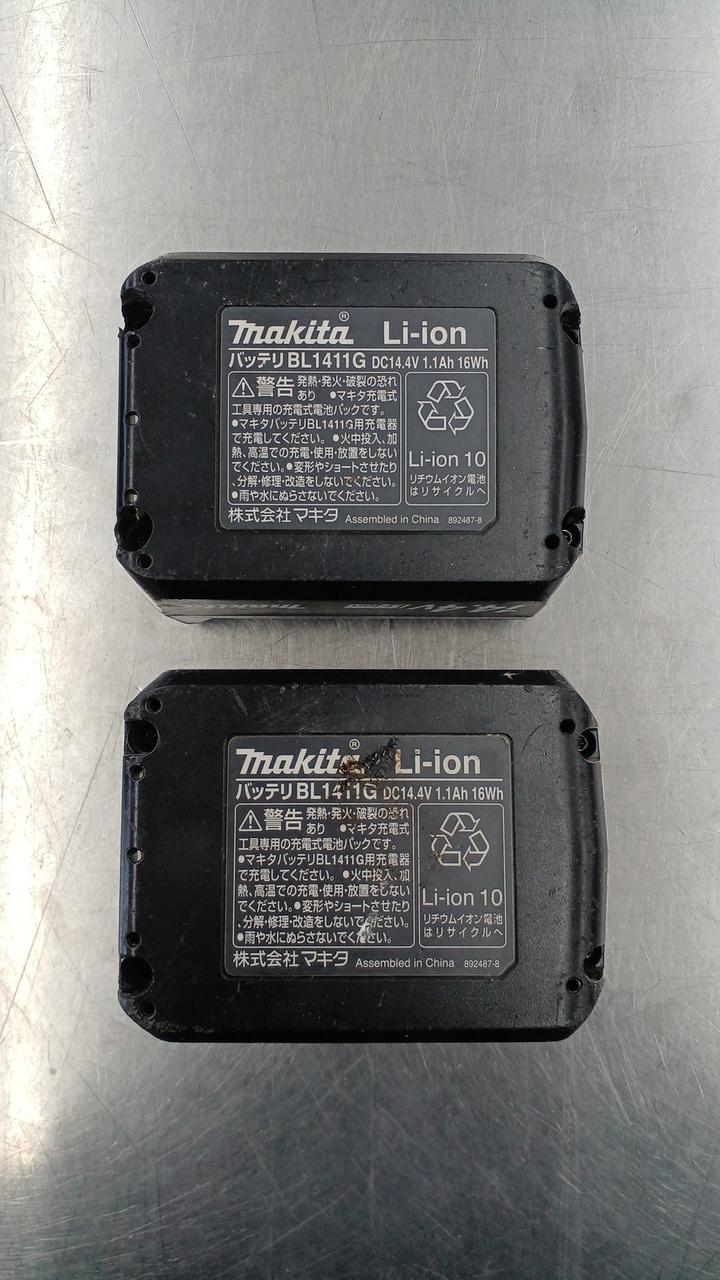 makita® Li-ion
バッテリ BL1411G DC14.4V 1.1Ah 16Wh
警告 発熱・発火・破裂の恐れ
あり ●マキタ充電式
工具専用の充電式電池パックです。
●マキタバッテリBL1411G用充電器
で充電してください。●火中投入、加
熱、高温での充電・使用・放置をしない
でください。●変形やショートさせたり
、分解・修理・改造をしないでください。
●雨や水にぬらさないでください。
Li-ion 10
リチウムイオン電池
はリサイクルへ
株式会社 マキタ Assembled in China 892487-8
makita 14.4V
makita® Li-ion
バッテリ BL1411G DC14.4V 1.1Ah 16Wh
警告 発熱・発火・破裂の恐れ
あり ●マキタ充電式
工具専用の充電式電池パックです。
●マキタバッテリBL1411G用充電器
で充電してください。●火中投入、加
熱、高温での充電・使用・放置をしない
でください。●変形やショートさせたり
、分解・修理・改造をしないでください。
●雨や水にぬらさないでください。
Li-ion 10
リチウムイオン電池
はリサイクルへ
株式会社 マキタ Assembled in China 892487-8